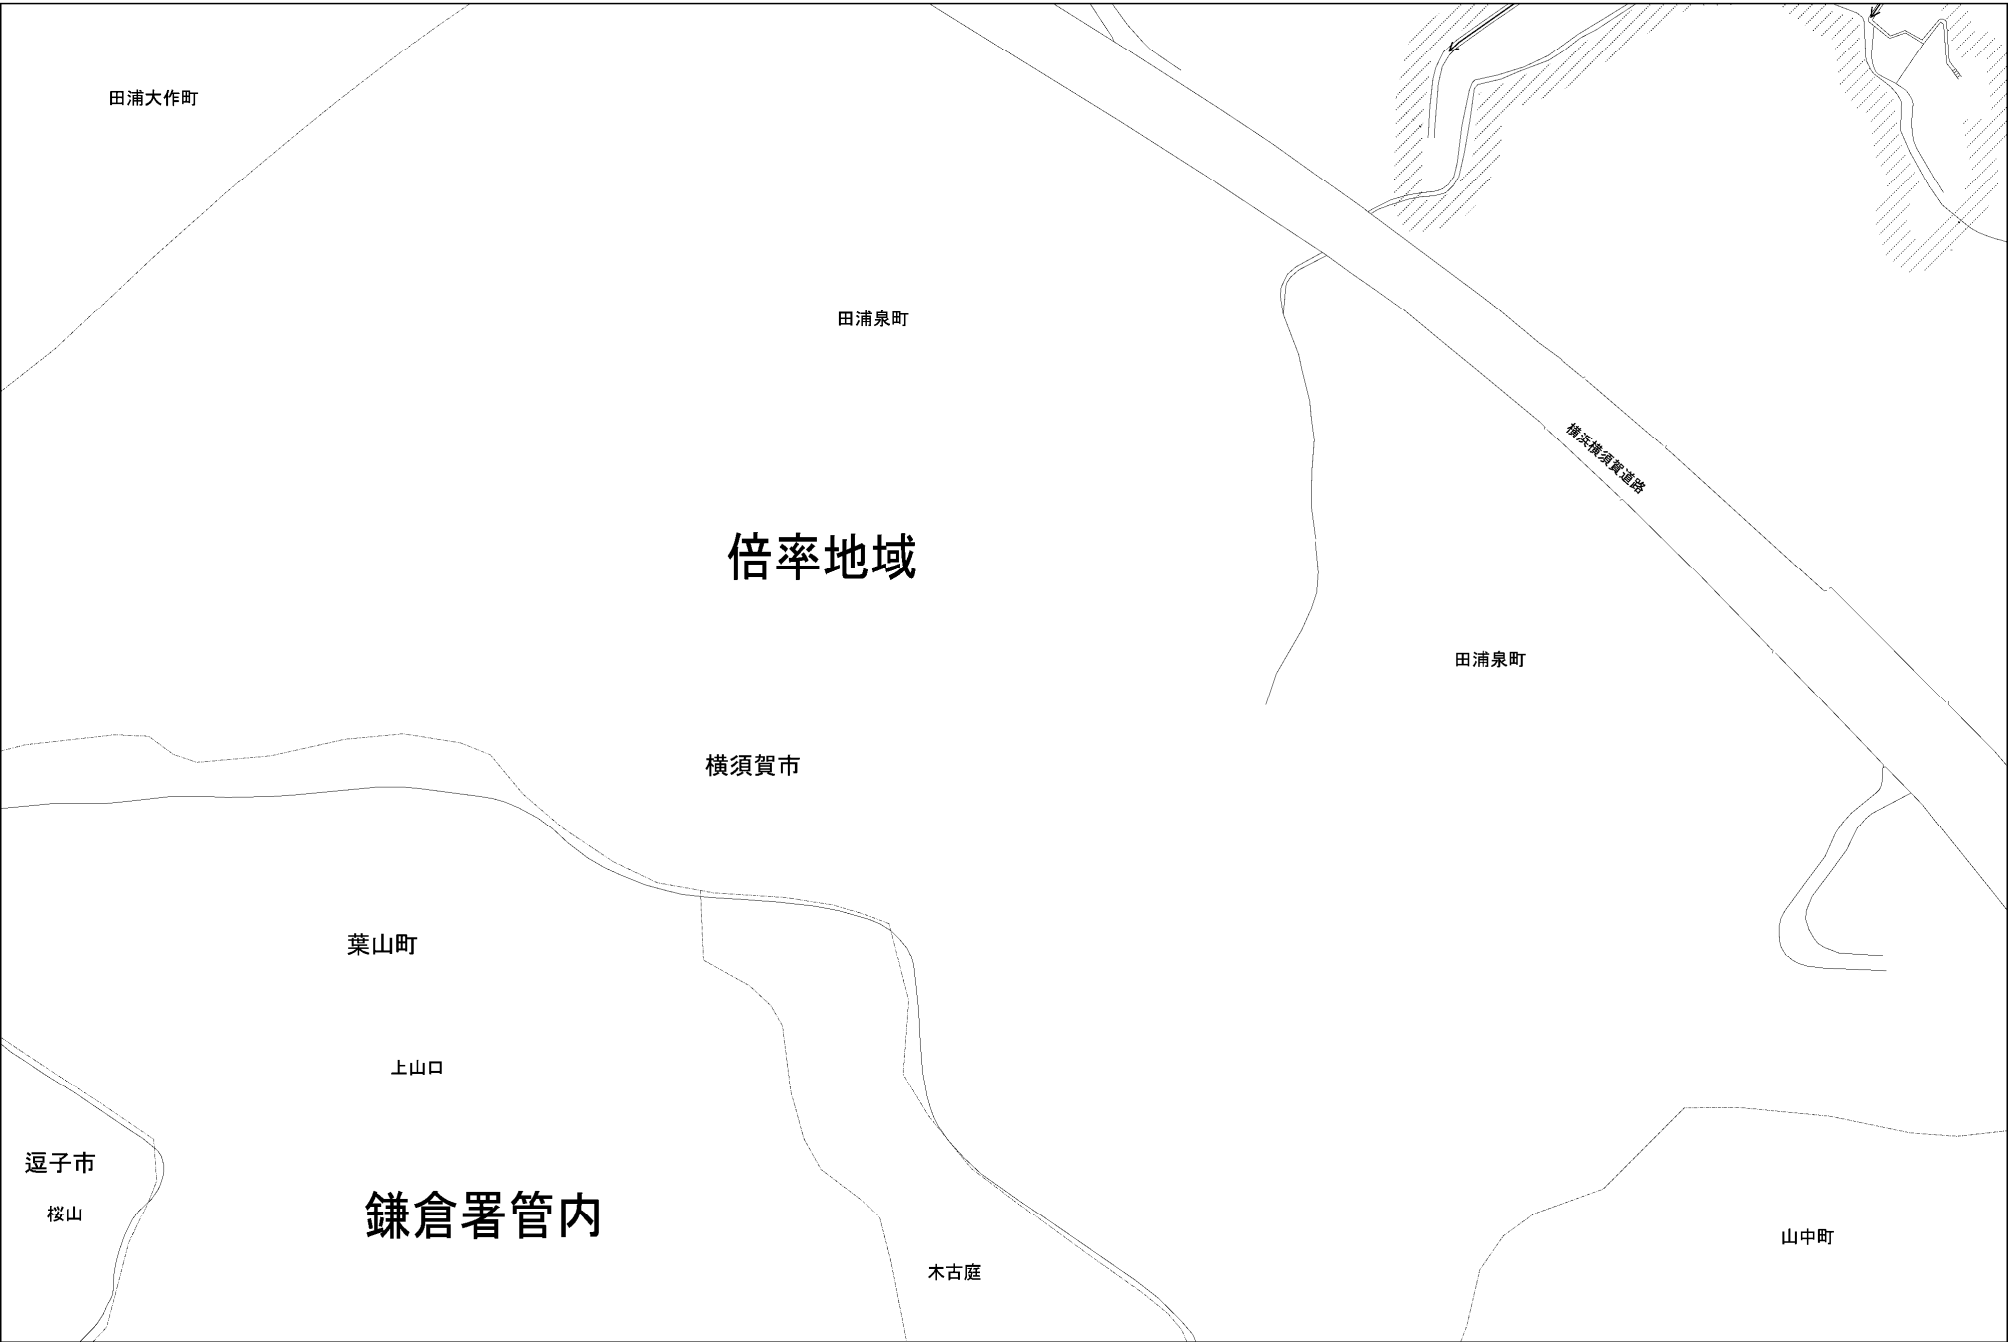 田浦大作町
田浦泉町
横浜横須賀道路
倍率地域
田浦泉町
横須賀市
葉山町
上山口
逗子市
桜山
鎌倉署管内
山中町
木古庭